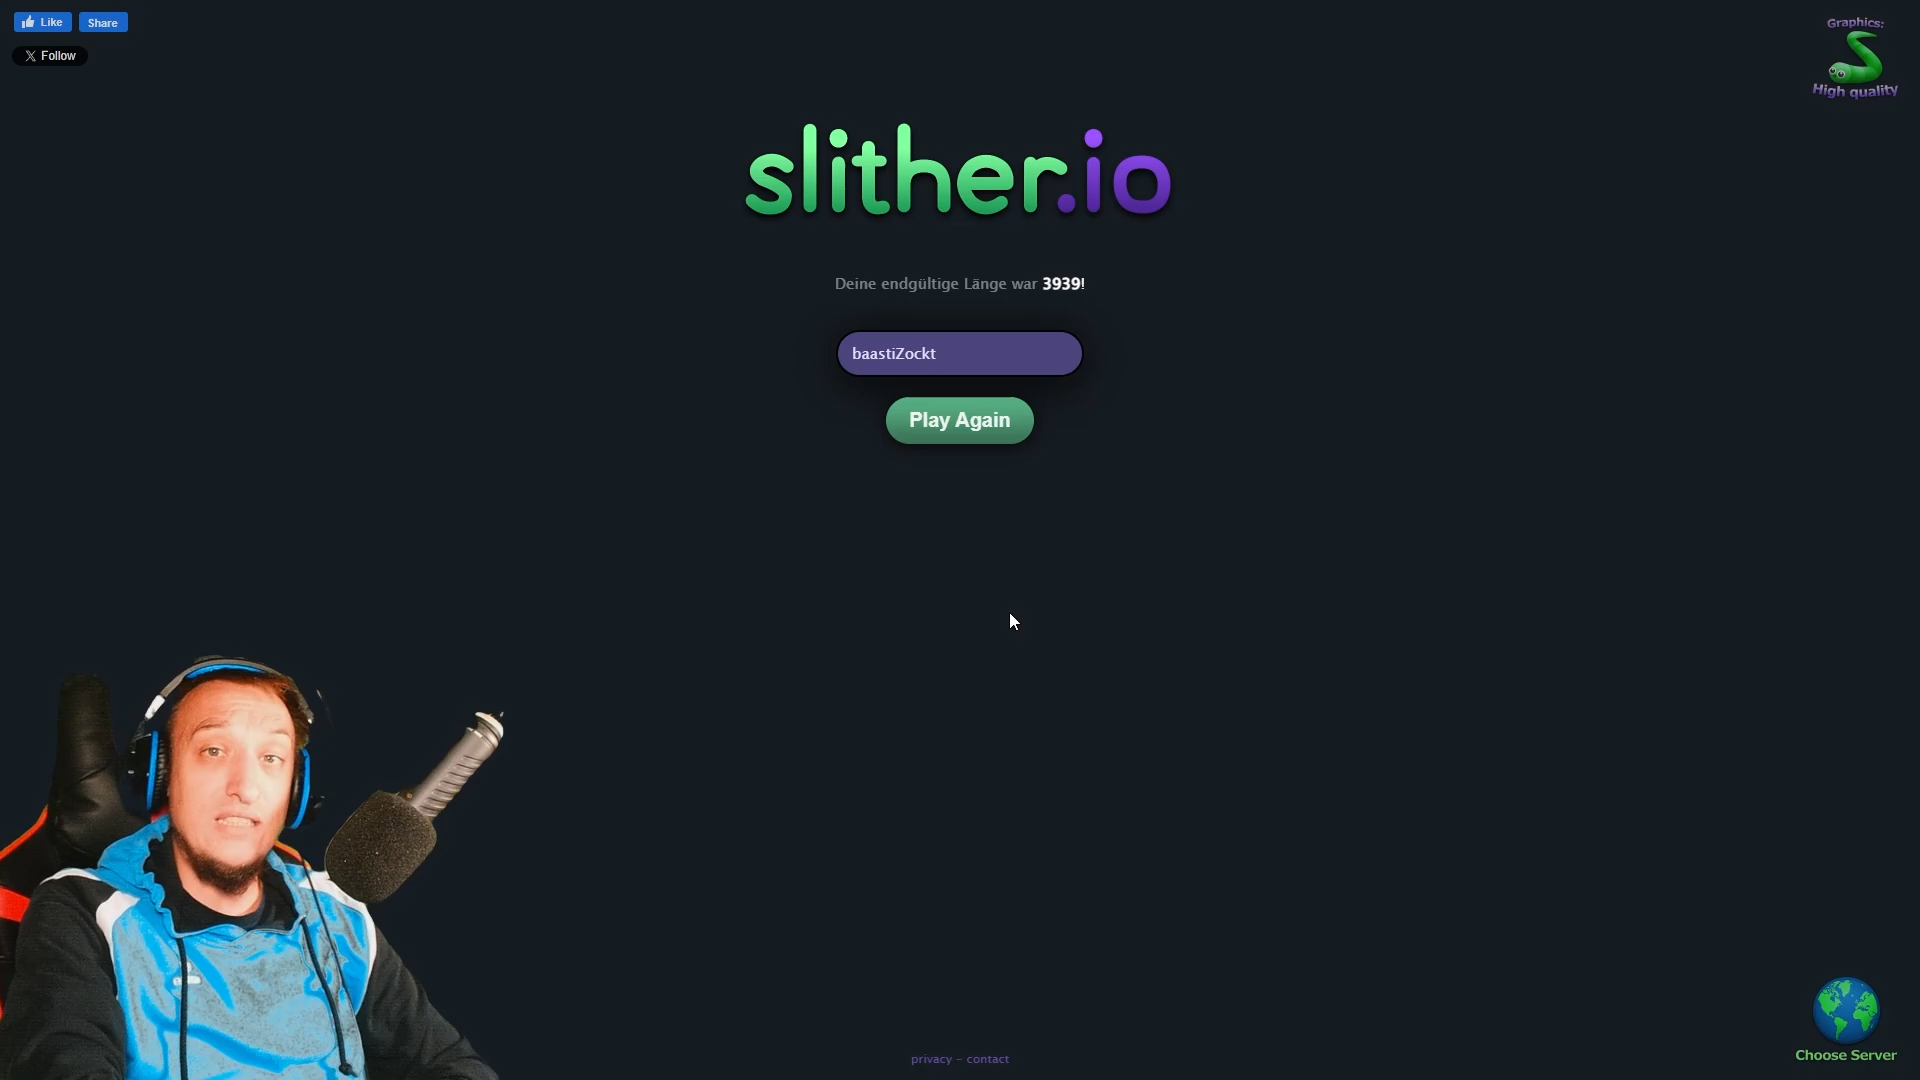 Like
Share
Follow
Graphics:
High quality
slither.io
Deine endgültige Länge war 3939!
baastiZockt
Play Again
privacy - contact
Choose Server